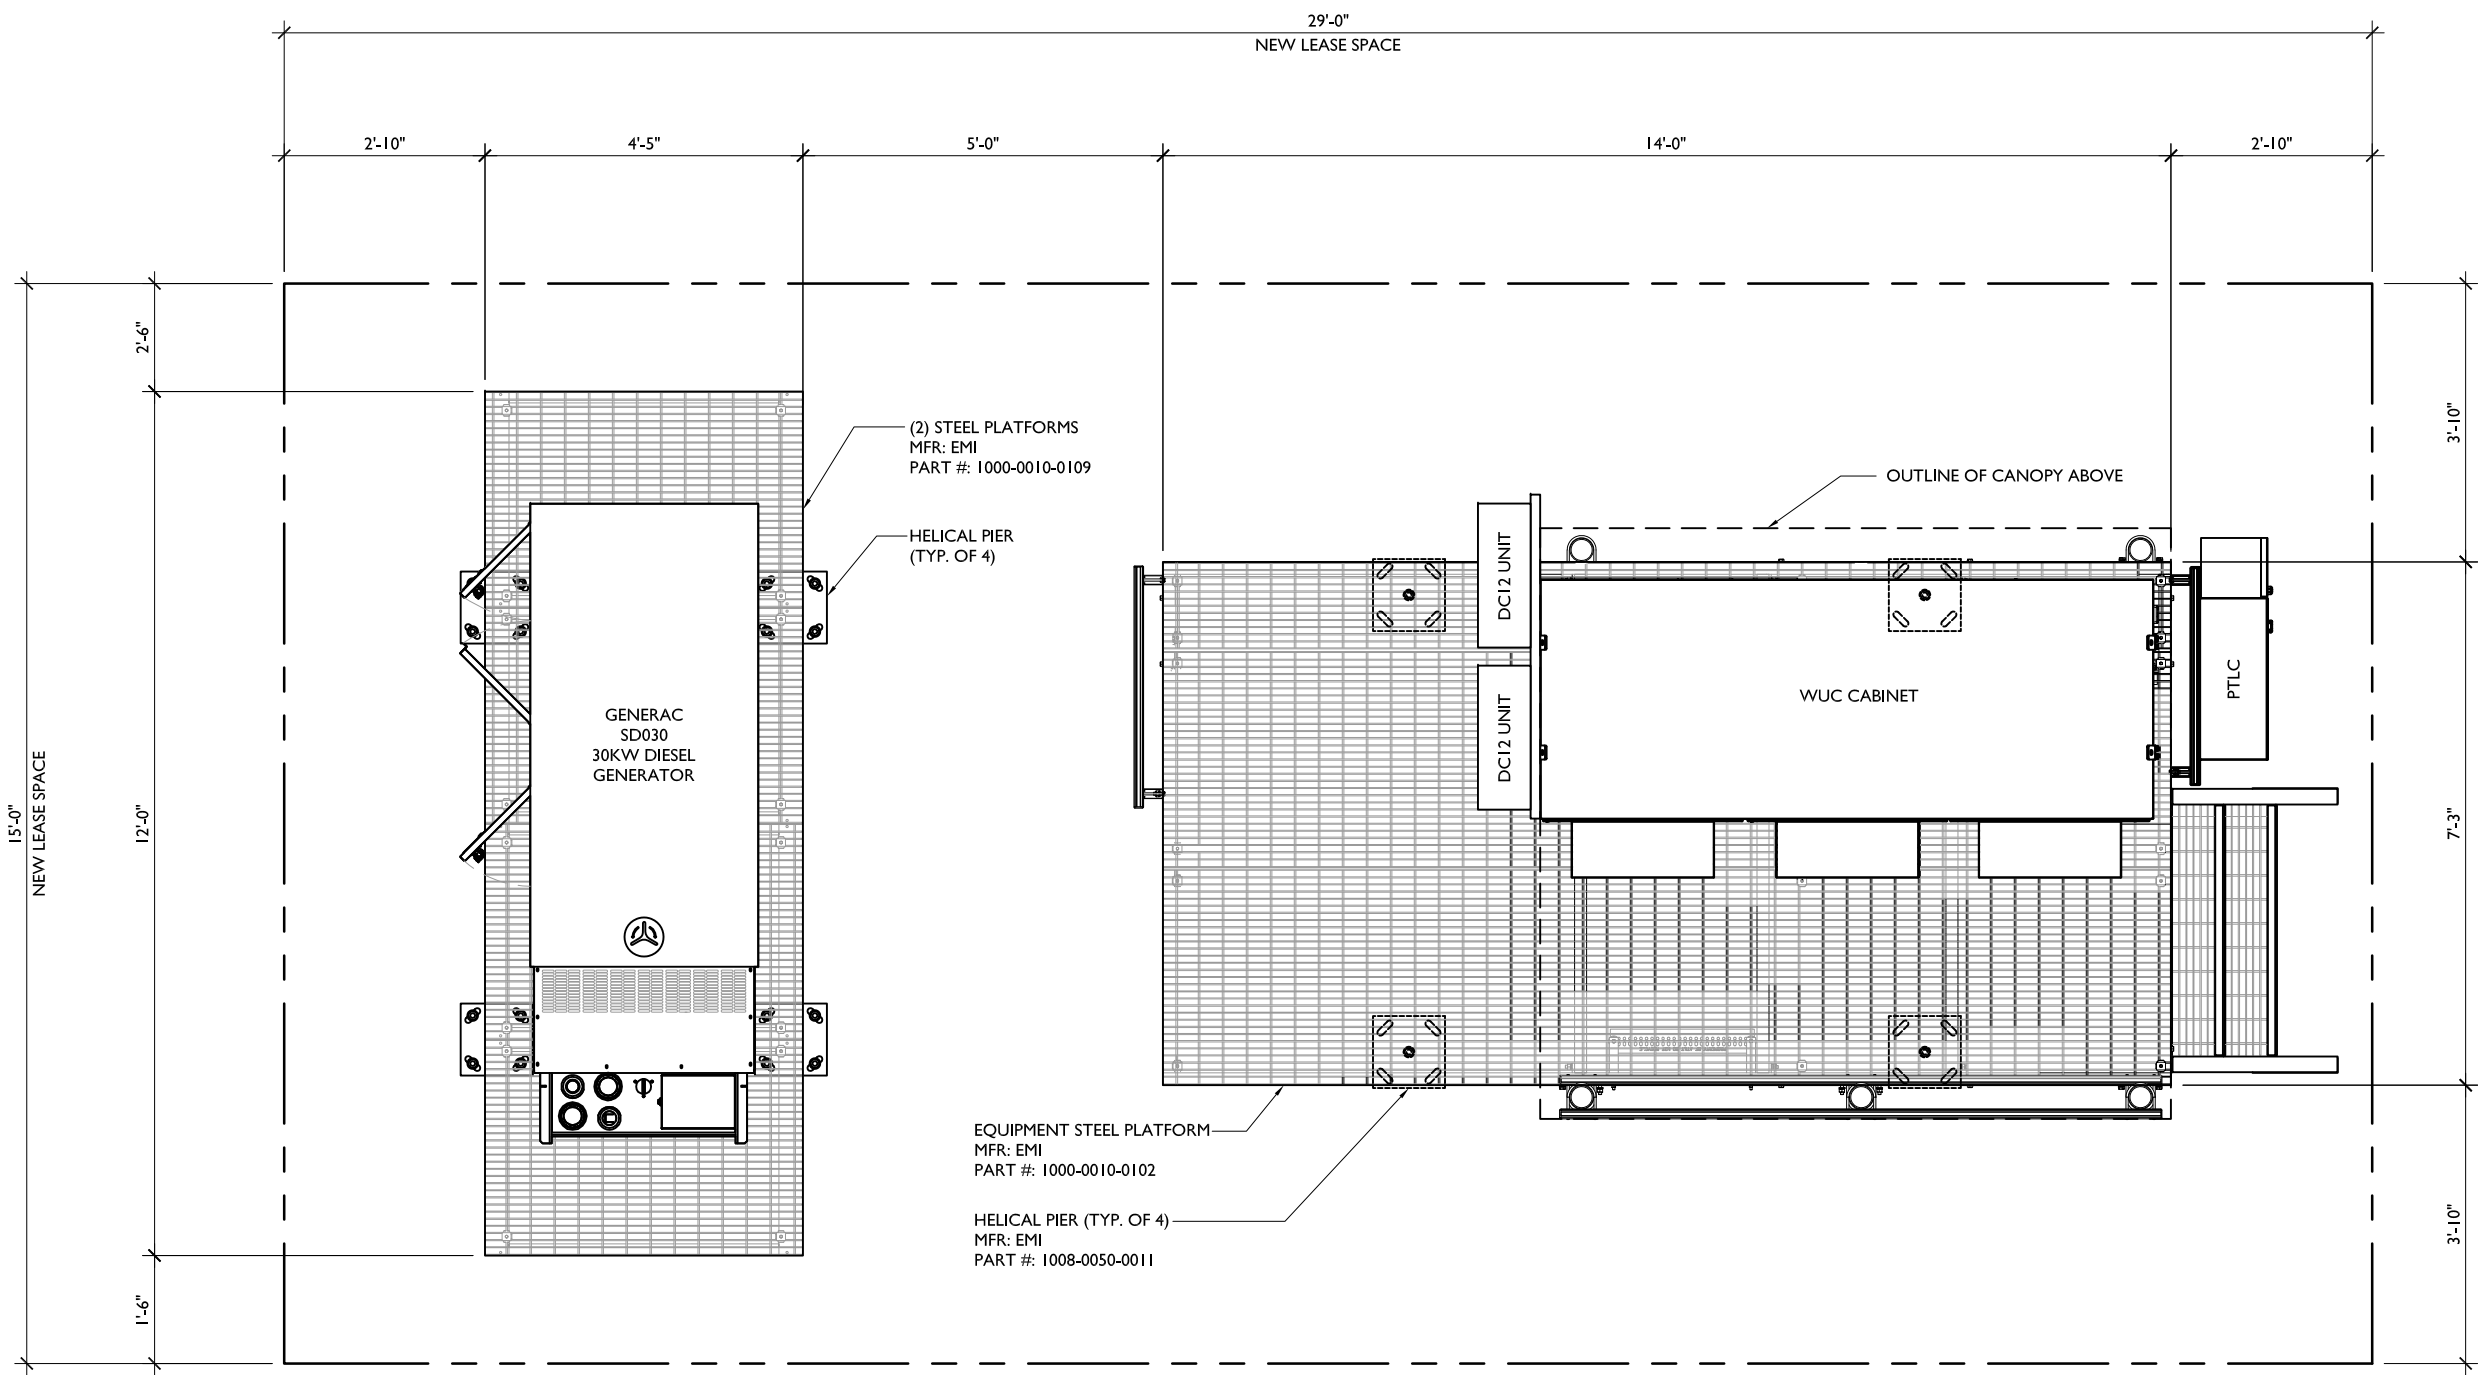 29'-0"
NEW LEASE SPACE
2'-10"
4'-5"
5'-0"
14'-0"
2'-10"
15'-0"
NEW LEASE SPACE
2'-6"
12'-0"
1'-6"
(2) STEEL PLATFORMS
MFR: EMI
PART #: 1000-0010-0109
HELICAL PIER
(TYP. OF 4)
GENERAC
SD030
30KW DIESEL
GENERATOR
OUTLINE OF CANOPY ABOVE
DC12 UNIT
DC12 UNIT
WUC CABINET
PTLC
EQUIPMENT STEEL PLATFORM
MFR: EMI
PART #: 1000-0010-0102
HELICAL PIER (TYP. OF 4)
MFR: EMI
PART #: 1008-0050-0011
3'-10"
7'-3"
3'-10"